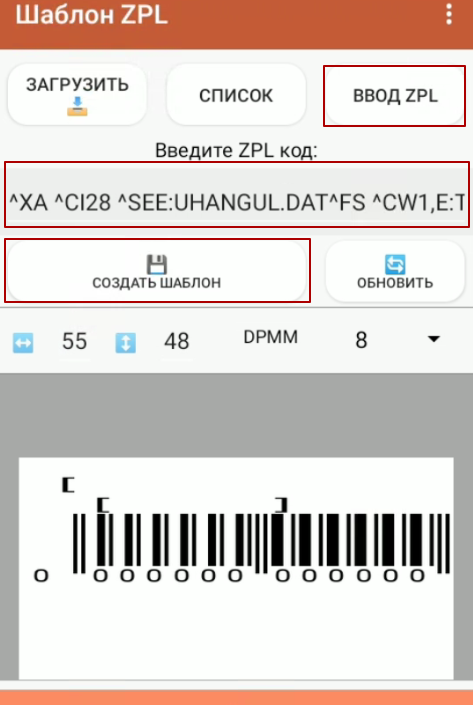 Шаблон ZPL
ЗАГРУЗИТЬ
СПИСОК
ВВОД ZPL
Введите ZPL код:
^XA ^CI28 ^SEE:UHANGUL.DAT^FS ^CW1,E:T
СОЗДАТЬ ШАБЛОН
ОБНОВИТЬ
55
48
DPMM
8
[
[ ]
0 000000 000000